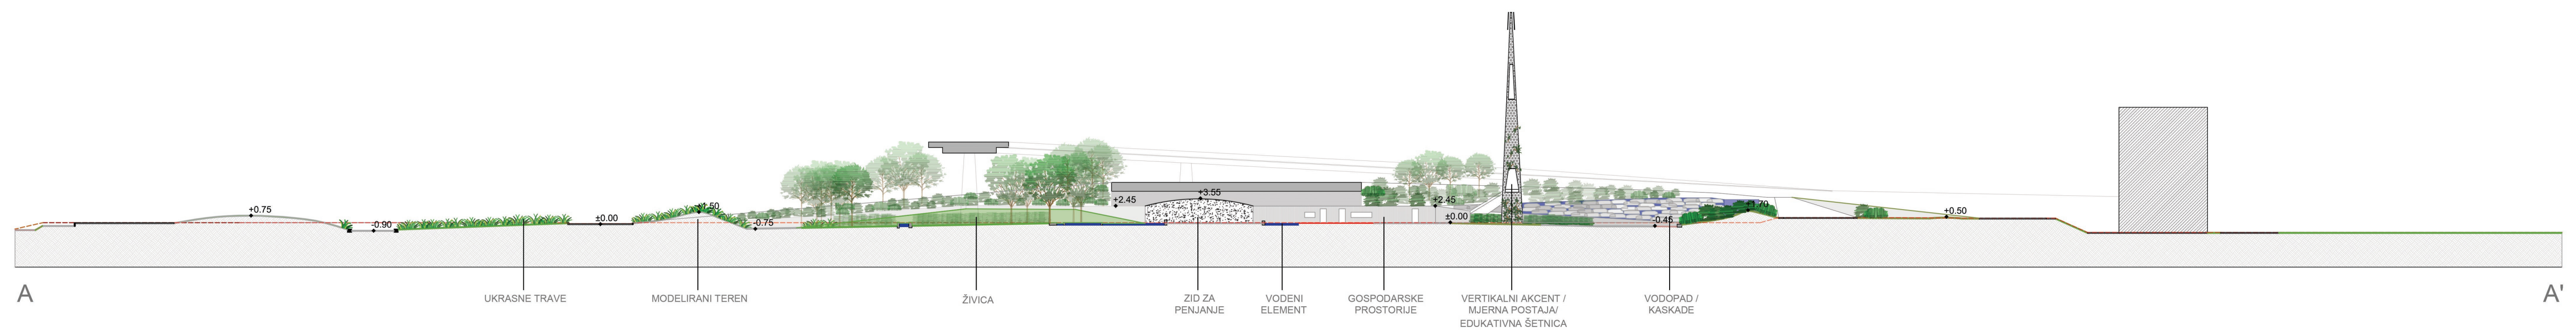 +0.75
-0.90
±0.00
+1.50
-0.75
+2.45
+3.55
+2.45
±0.00
-0.45
+1.70
+0.50
A
A'
UKRASNE TRAVE
MODELIRANI TEREN
ŽIVICA
ZID ZA
PENJANJE
VODENI
ELEMENT
GOSPODARSKE
PROSTORIJE
VERTIKALNI AKCENT /
MJERNA POSTAJA/
EDUKATIVNA ŠETNICA
VODOPAD /
KASKADE